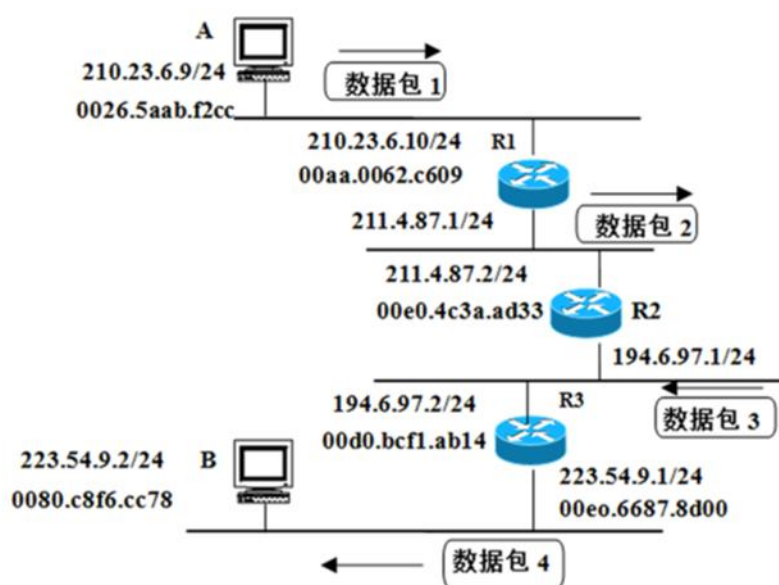 A
210.23.6.9/24
数据包 1
0026.5aab.f2cc
210.23.6.10/24
R1
00aa.0062.c609
211.4.87.1/24
数据包 2
211.4.87.2/24
00e0.4c3a.ad33
R2
194.6.97.1/24
194.6.97.2/24
R3
数据包 3
00d0.bcf1.ab14
223.54.9.2/24
B
0080.c8f6.cc78
223.54.9.1/24
00eo.6687.8d00
数据包 4